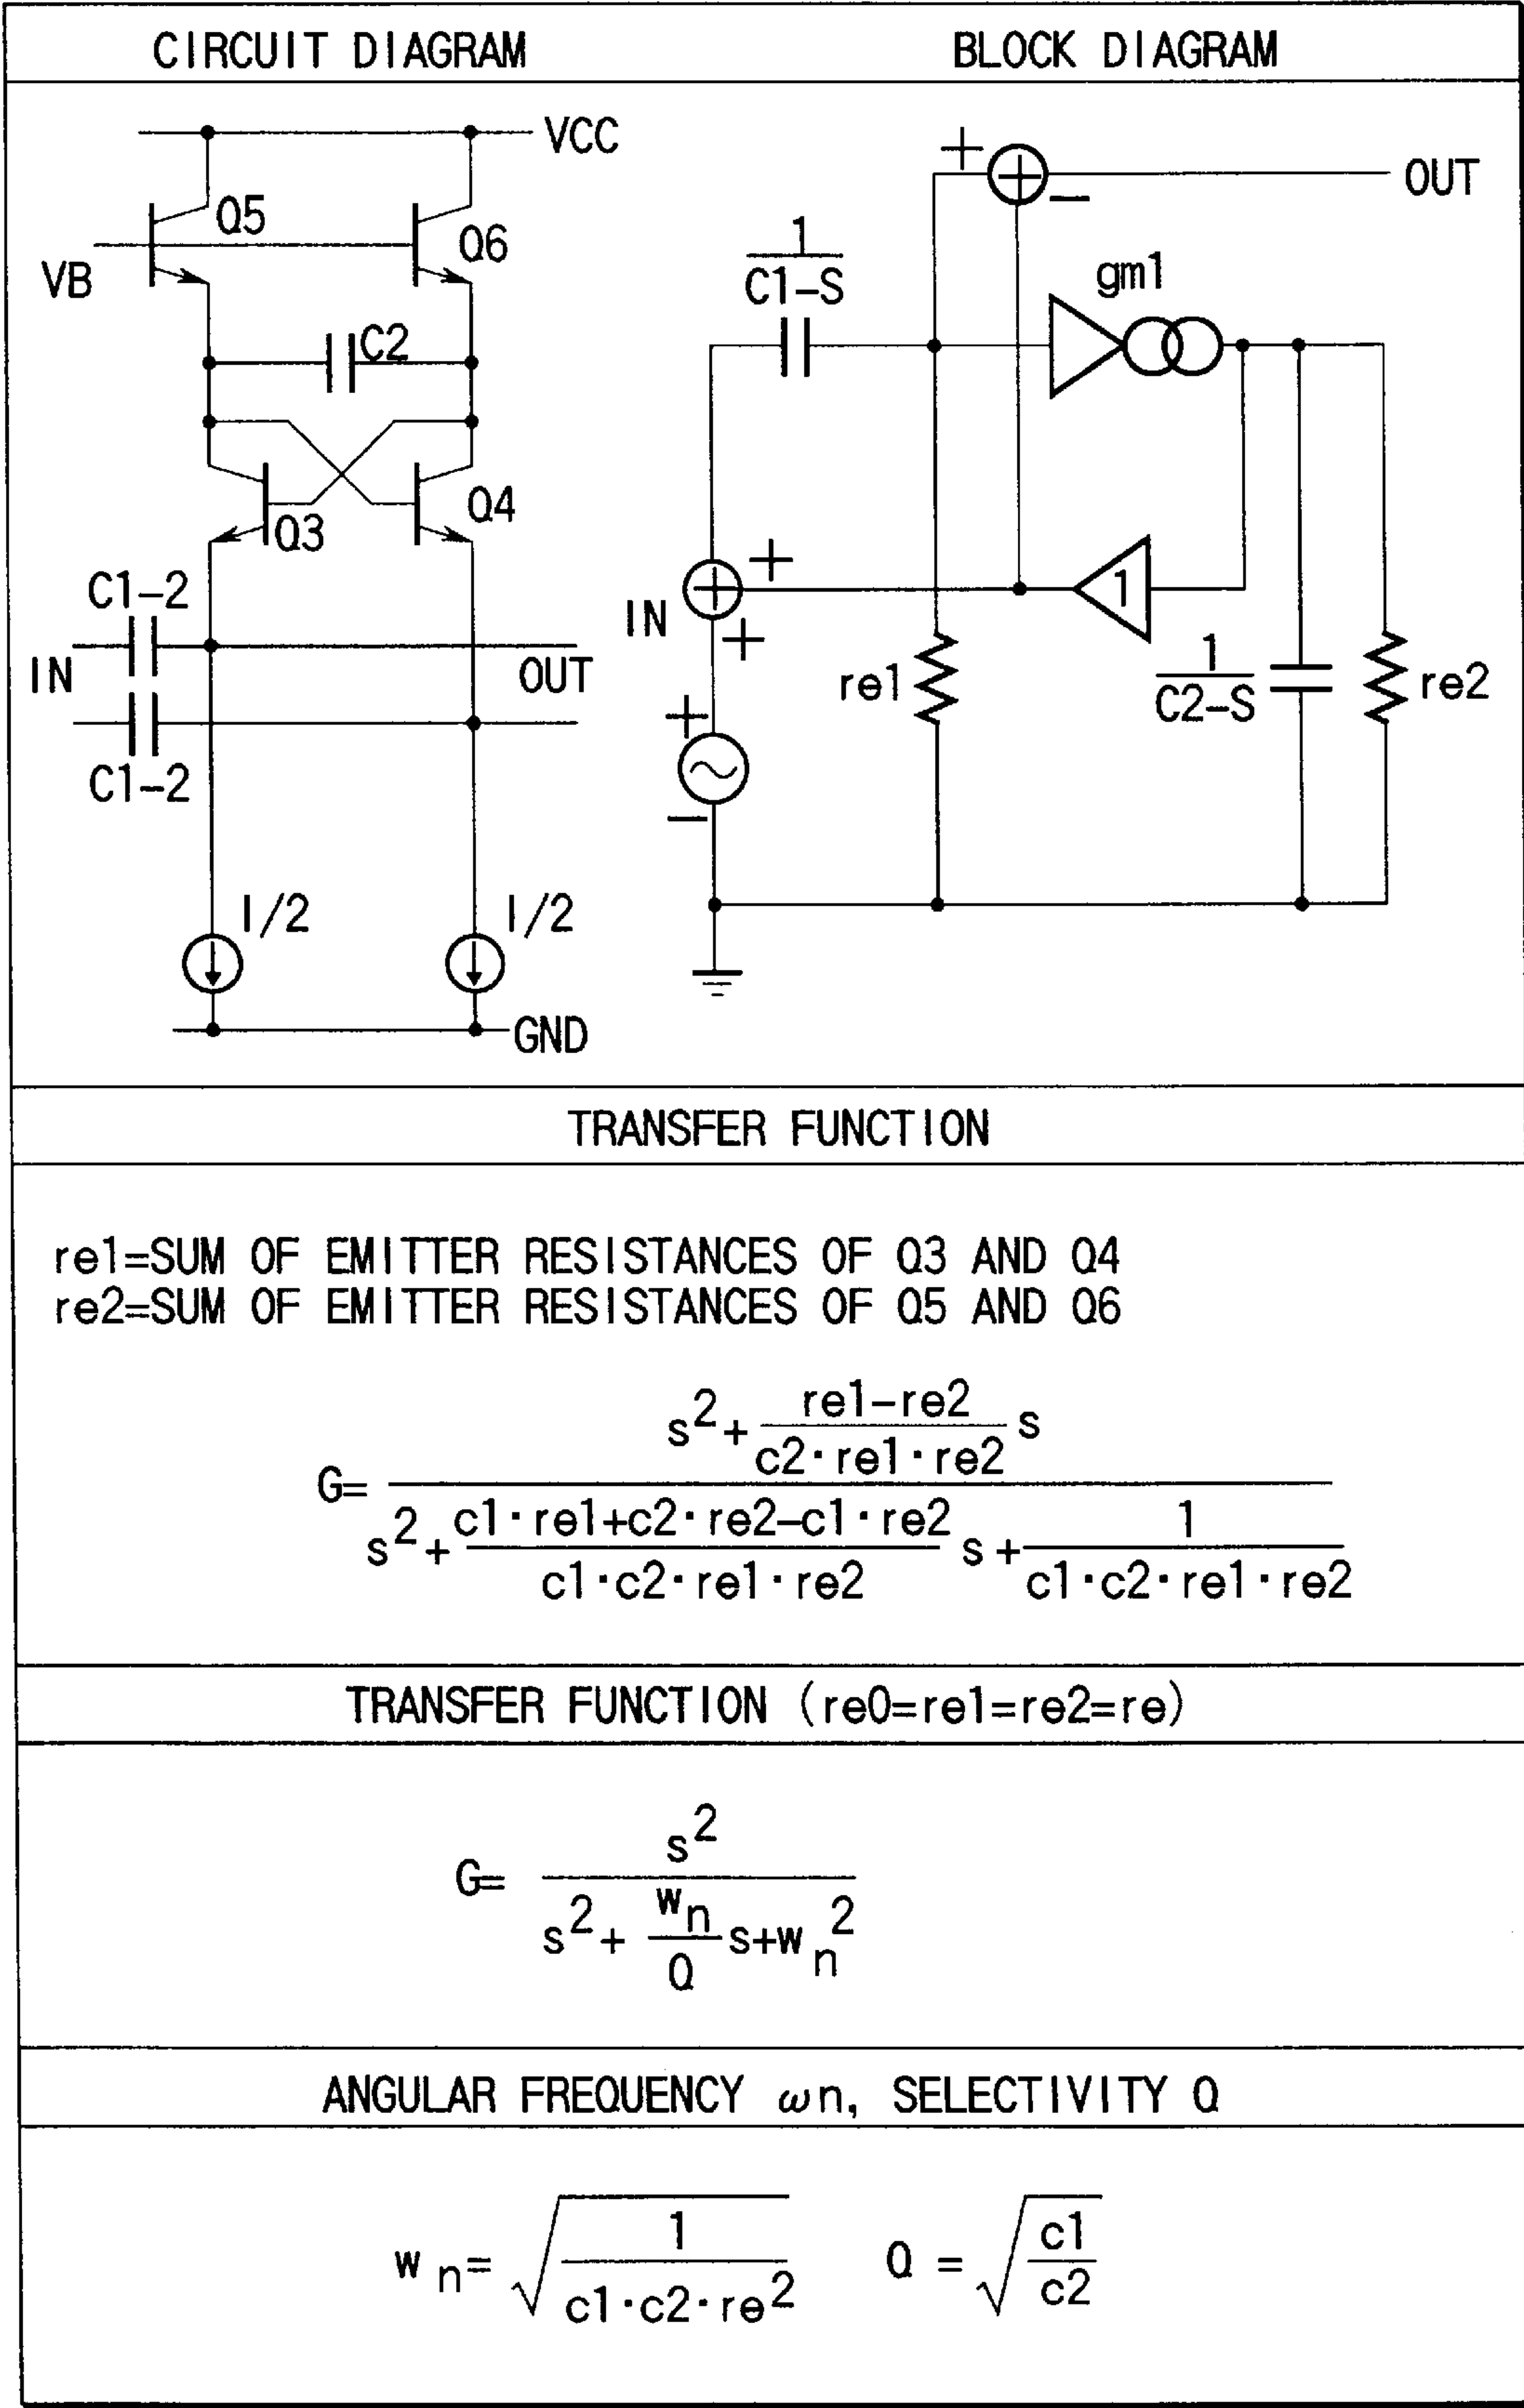 CIRCUIT DIAGRAM
BLOCK DIAGRAM
VCC
Q5
Q6
VB
C2
Q3
Q4
C1-2
IN
OUT
C1-2
I/2
I/2
GND
+
−
OUT
1
C1-S
gm1
+
IN
+
1
re1
1
C2-S
re2
+
−
TRANSFER FUNCTION
re1=SUM OF EMITTER RESISTANCES OF Q3 AND Q4
re2=SUM OF EMITTER RESISTANCES OF Q5 AND Q6
s² + re1−re2 / c2·re1·re2 s
G=
s² + c1·re1+c2·re2−c1·re2 / c1·c2·re1·re2 s + 1 / c1·c2·re1·re2
TRANSFER FUNCTION (re0=re1=re2=re)
s²
G=
s² + wn / Q s+wn²
ANGULAR FREQUENCY ωn, SELECTIVITY Q
wn= √ 1 / c1·c2·re² Q = √ c1 / c2